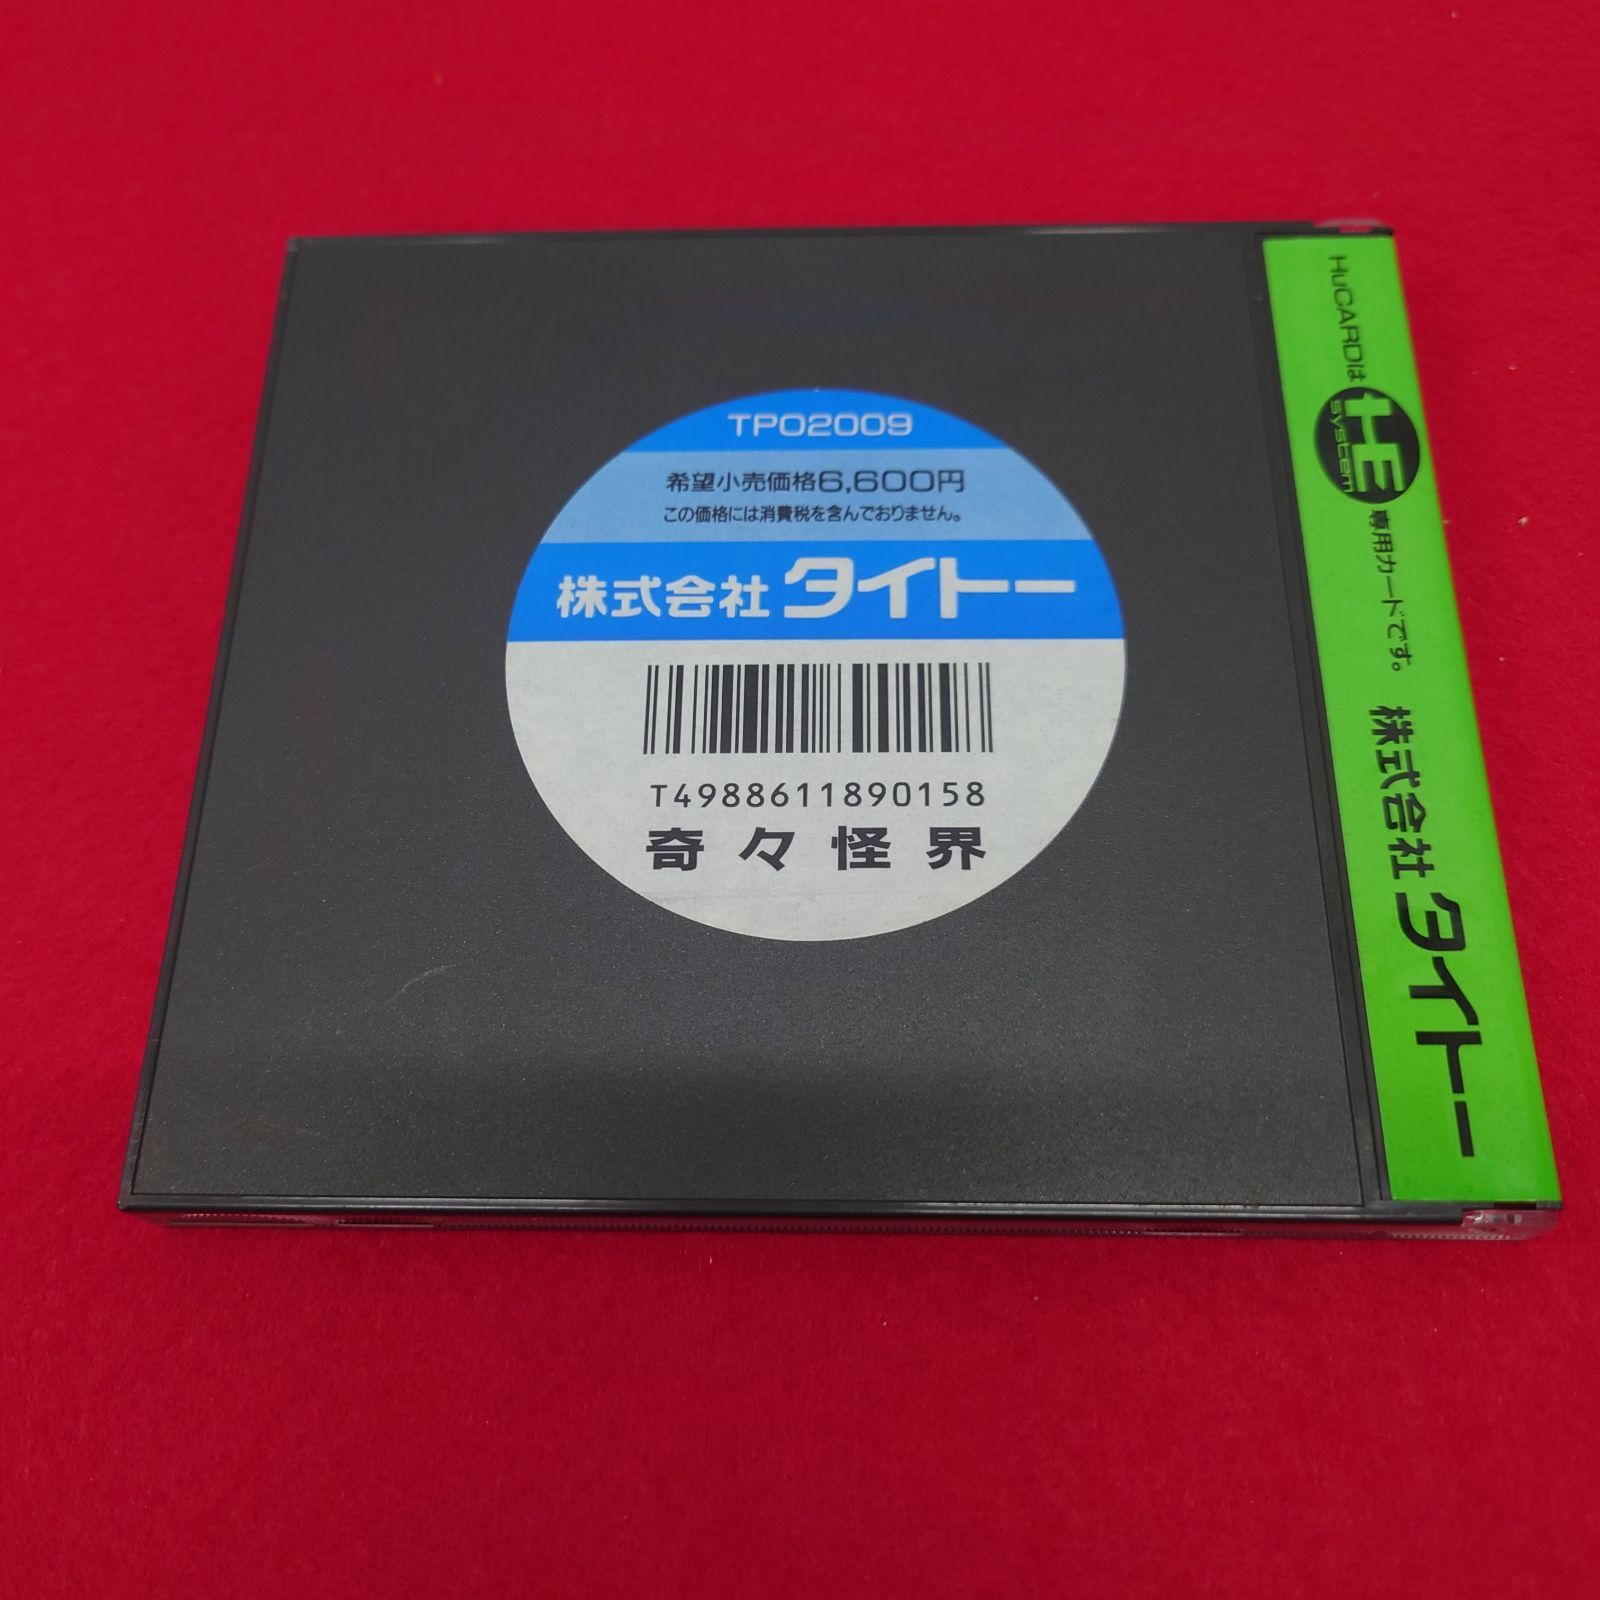 TP02009
希望小売価格6,600円
この価格には消費税を含んでおりません。
株式会社 タイトー
T4988611890158
奇々怪界
HuCARDは HE system 専用カードです。 株式会社 タイトー